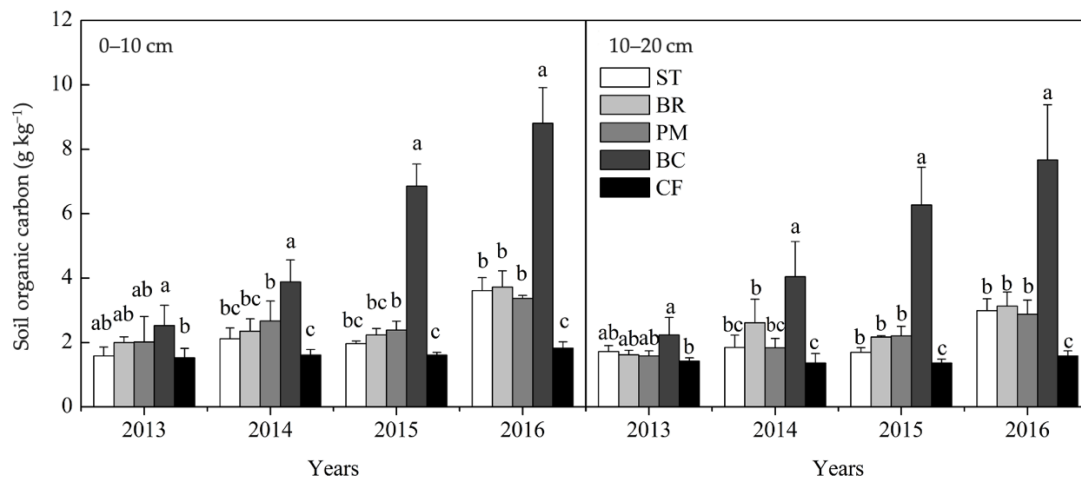 Soil organic carbon (g kg⁻¹)
12
10
8
6
4
2
0
0–10 cm
ab ab ab a b
bc bc b a c
bc bc b a c
b b b a c
2013 2014 2015 2016
Years
10–20 cm
ST
BR
PM
BC
CF
ab ab ab a b
bc b bc a c
b b b a c
b b b a c
2013 2014 2015 2016
Years